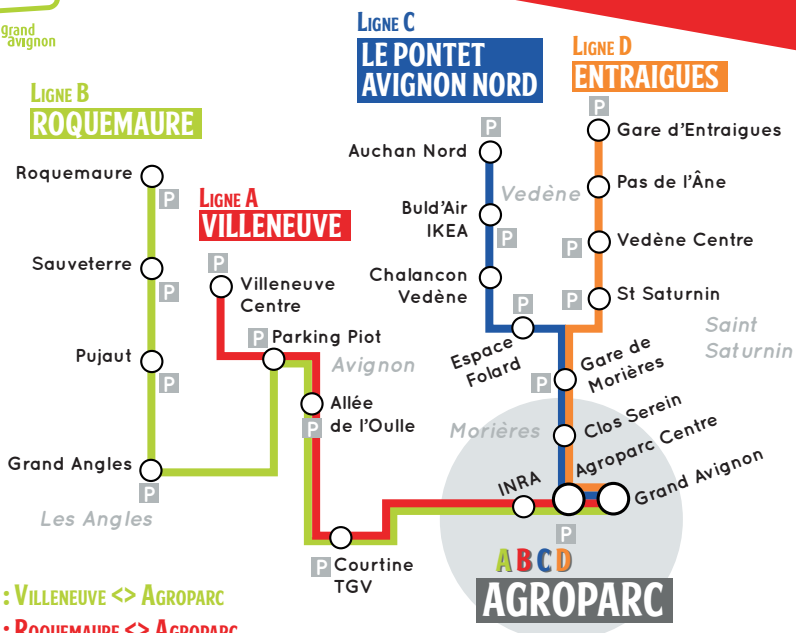 grand
avignon
LIGNE B
ROQUEMAURE
LIGNE A
VILLENEUVE
LIGNE C
LE PONTET
AVIGNON NORD
LIGNE D
ENTRAIGUES
Roquemaure
P
Sauveterre
P
Pujaut
P
Grand Angles
P
Les Angles
P
Villeneuve
Centre
P
Parking Piot
Avignon
Allée
de l'Oulle
P
P
Courtine
TGV
P
Auchan Nord
Buld'Air
IKEA
P
Chalancon
Vedène
P
Espace
Folard
Vedène
P
Gare d'Entraigues
Pas de l'Âne
P
Vedène Centre
P
St Saturnin
Saint
Saturnin
P
Gare de
Morières
Morières
Clos Serein
Agroparc Centre
INRA
Grand Avignon
P
ABCD
AGROPARC
: VILLENEUVE <> AGROPARC
: ROQUEMAURE <> AGROPARC